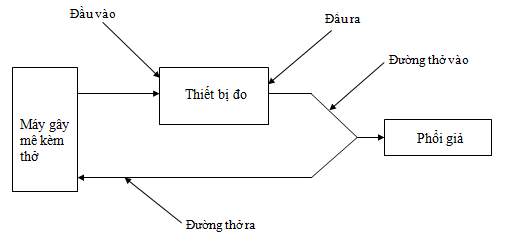 Đầu vào
Đầu ra
Đường thở vào
Thiết bị đo
Máy gây
mê kèm
thở
Phổi giả
Đường thở ra